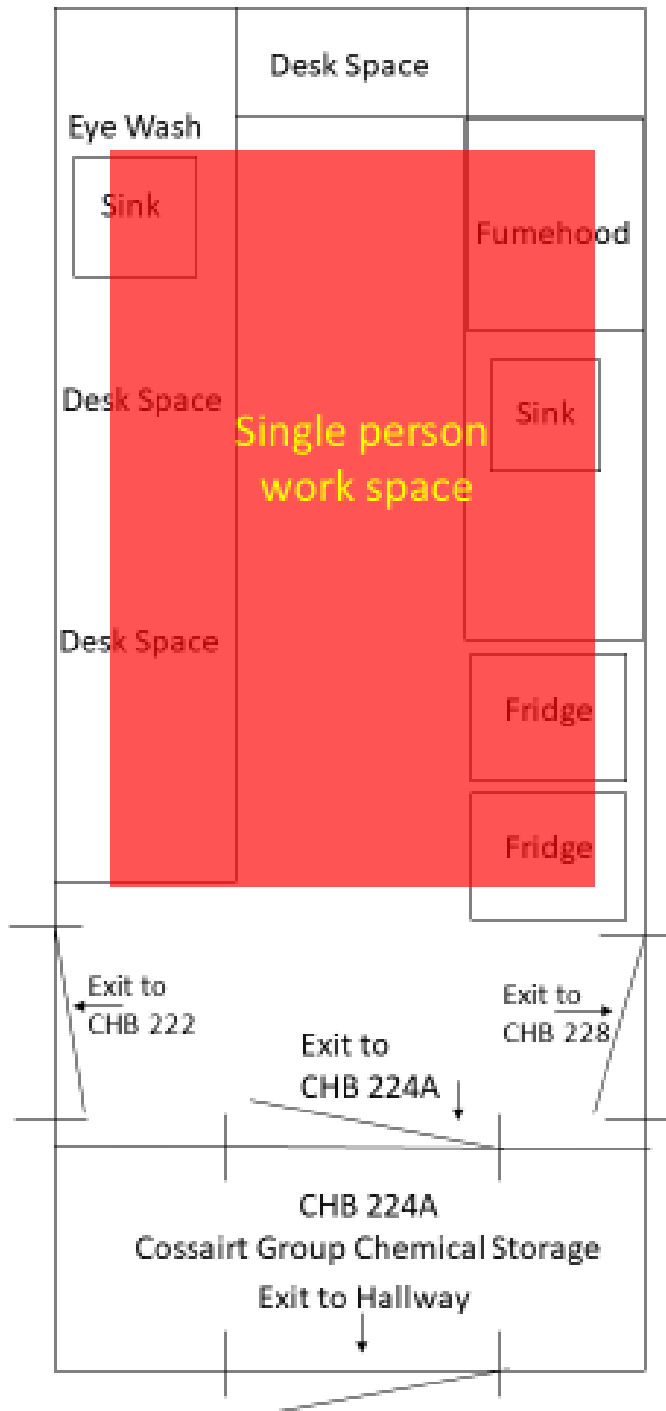 Desk Space
Eye Wash
Sink
Fumehood
Desk Space
Sink
Single person
work space
Desk Space
Fridge
Fridge
Exit to
CHB 222
Exit to
CHB 228
Exit to
CHB 224A
CHB 224A
Cossairt Group Chemical Storage
Exit to Hallway